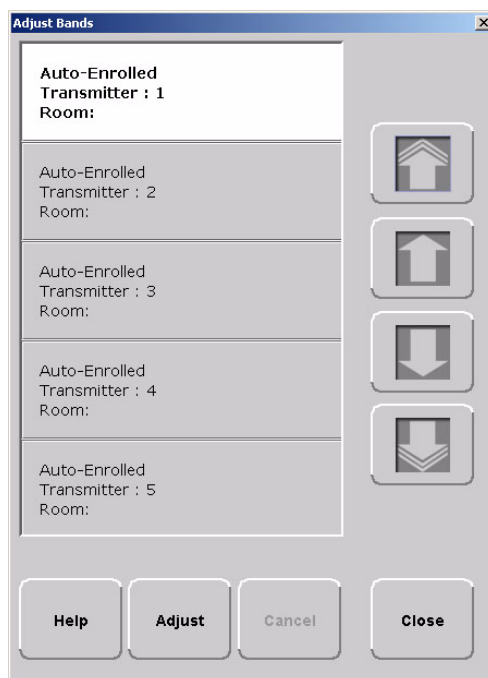 Adjust Bands
Auto-Enrolled
Transmitter : 1
Room:
Auto-Enrolled
Transmitter : 2
Room:
Auto-Enrolled
Transmitter : 3
Room:
Auto-Enrolled
Transmitter : 4
Room:
Auto-Enrolled
Transmitter : 5
Room:
Help
Adjust
Cancel
Close